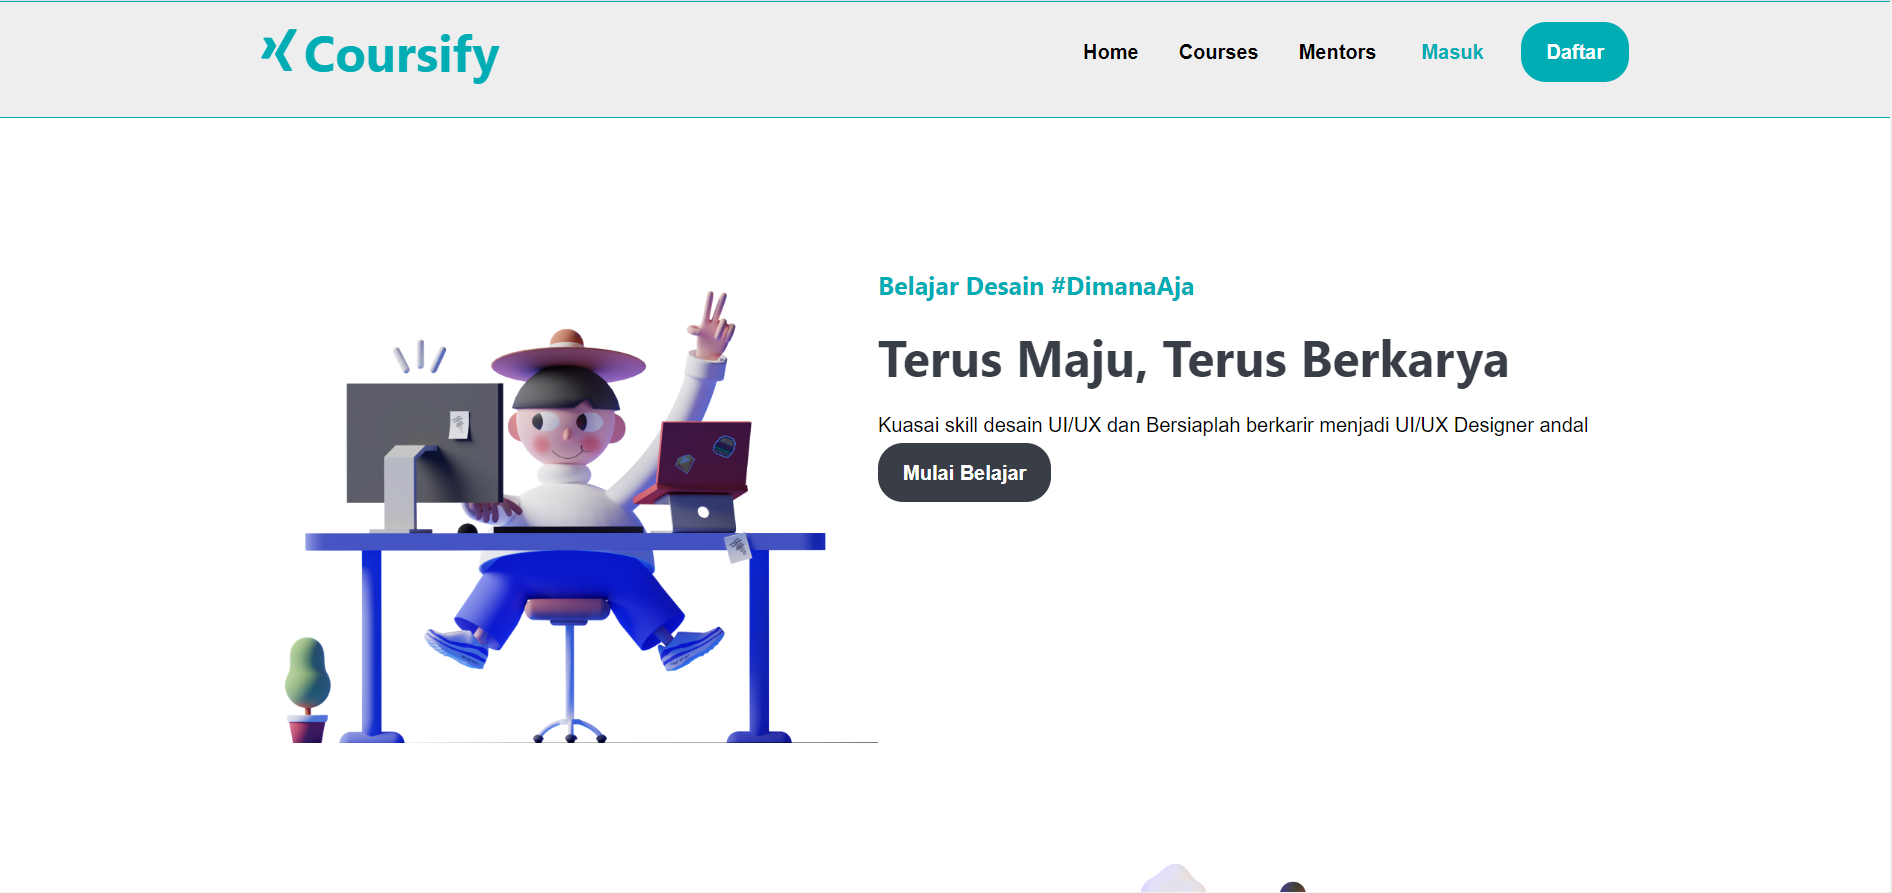 Coursify
Home Courses Mentors Masuk Daftar
Belajar Desain #DimanaAja
Terus Maju, Terus Berkarya
Kuasai skill desain UI/UX dan Bersiaplah berkarir menjadi UI/UX Designer andal
Mulai Belajar